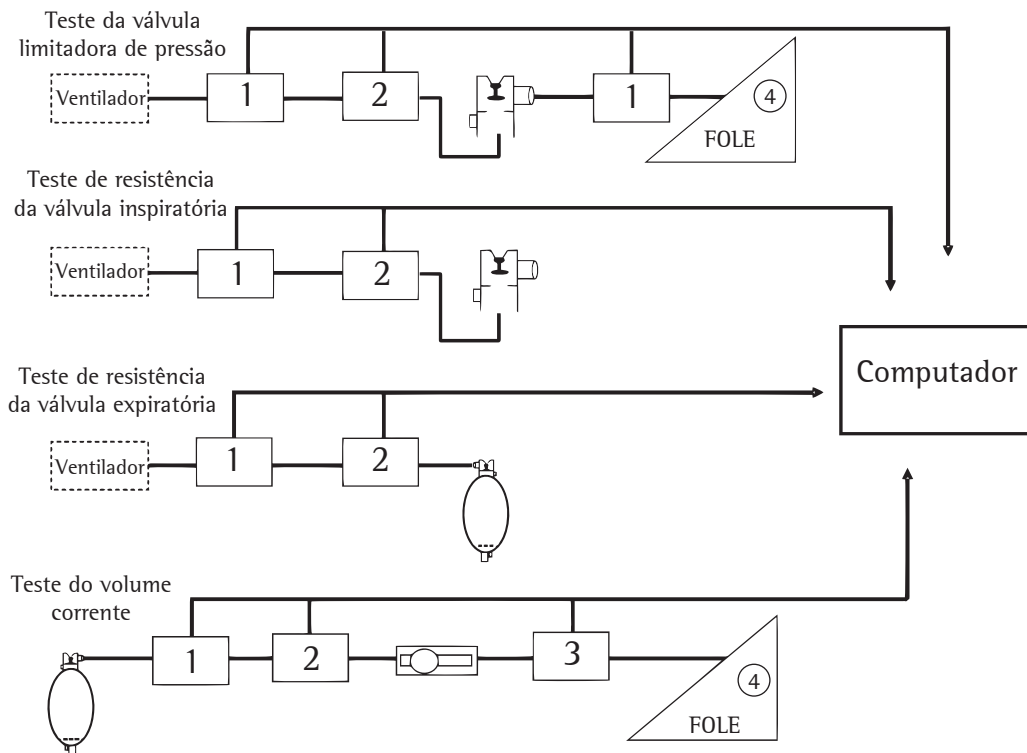 Teste da válvula
limitadora de pressão
Ventilador
1
2
1
4
FOLE
Teste de resistência
da válvula inspiratória
Ventilador
1
2
Computador
Teste de resistência
da válvula expiratória
Ventilador
1
2
Teste do volume
corrente
1
2
3
4
FOLE